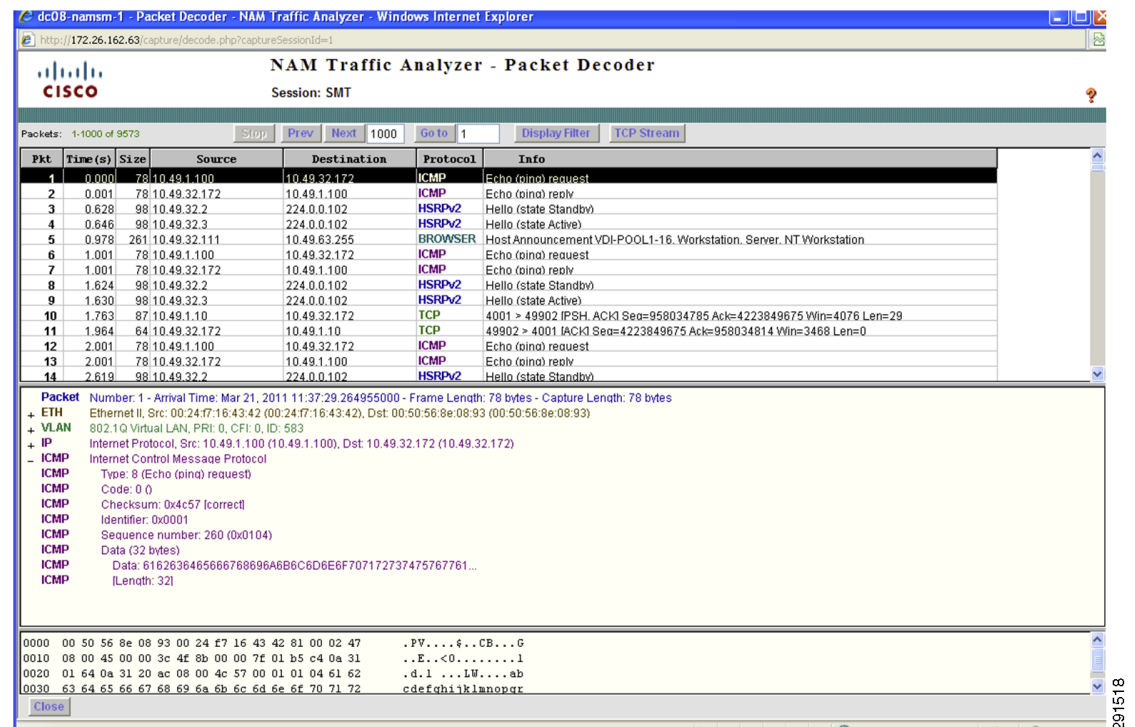 dc08-namsm-1 - Packet Decoder - NAM Traffic Analyzer - Windows Internet Explorer
http://172.26.162.63/capture/decode.php?captureSessionId=1
CISCO
NAM Traffic Analyzer - Packet Decoder
Session: SMT
Packets: 1-1000 of 9573 Stop Prev Next 1000 Go to 1 Display Filter TCP Stream
Pkt Time(s) Size Source Destination Protocol Info
1 0.000 78 10.49.1.100 10.49.32.172 ICMP Echo (ping) request
2 0.001 78 10.49.32.172 10.49.1.100 ICMP Echo (ping) reply
3 0.628 98 10.49.32.2 224.0.0.102 HSRPv2 Hello (state Standby)
4 0.646 98 10.49.32.3 224.0.0.102 HSRPv2 Hello (state Active)
5 0.978 261 10.49.32.111 10.49.63.255 BROWSER Host Announcement VDI-POOL1-16, Workstation, Server, NT Workstation
6 1.001 78 10.49.1.100 10.49.32.172 ICMP Echo (ping) request
7 1.001 78 10.49.32.172 10.49.1.100 ICMP Echo (ping) reply
8 1.624 98 10.49.32.2 224.0.0.102 HSRPv2 Hello (state Standby)
9 1.630 98 10.49.32.3 224.0.0.102 HSRPv2 Hello (state Active)
10 1.763 87 10.49.1.10 10.49.32.172 TCP 4001 > 49902 [PSH, ACK] Seq=958034785 Ack=4223849675 Win=4076 Len=29
11 1.964 64 10.49.32.172 10.49.1.10 TCP 49902 > 4001 [ACK] Seq=4223849675 Ack=958034814 Win=3468 Len=0
12 2.001 78 10.49.1.100 10.49.32.172 ICMP Echo (ping) request
13 2.001 78 10.49.32.172 10.49.1.100 ICMP Echo (ping) reply
14 2.619 98 10.49.32.2 224.0.0.102 HSRPv2 Hello (state Standby)
Packet Number: 1 - Arrival Time: Mar 21, 2011 11:37:29.264955000 - Frame Length: 78 bytes - Capture Length: 78 bytes
+ ETH Ethernet II, Src: 00:24:f7:16:43:42 (00:24:f7:16:43:42), Dst: 00:50:56:8e:08:93 (00:50:56:8e:08:93)
+ VLAN 802.1Q Virtual LAN, PRI: 0, CFI: 0, ID: 583
+ IP Internet Protocol, Src: 10.49.1.100 (10.49.1.100), Dst: 10.49.32.172 (10.49.32.172)
- ICMP Internet Control Message Protocol
ICMP Type: 8 (Echo (ping) request)
ICMP Code: 0 ()
ICMP Checksum: 0x4c57 [correct]
ICMP Identifier: 0x0001
ICMP Sequence number: 260 (0x0104)
ICMP Data (32 bytes)
ICMP Data: 6162636465666768696A6B6C6D6E6F707172737475767761...
ICMP [Length: 32]
0000 00 50 56 8e 08 93 00 24 f7 16 43 42 81 00 02 47 .PV....$..CB...G
0010 08 00 45 00 00 3c 4f 8b 00 00 7f 01 b5 c4 0a 31 ..E..<O........1
0020 01 64 0a 31 20 ac 08 00 4c 57 00 01 01 04 61 62 .d.1 ...LW....ab
0030 63 64 65 66 67 68 69 6a 6b 6c 6d 6e 6f 70 71 72 cdefghijklmnopqr
Close
291518